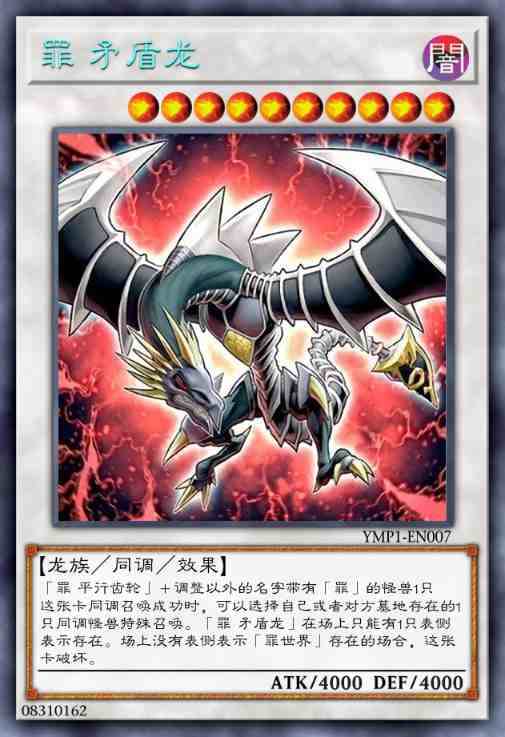 罪 矛盾龙
闇
YMP1-EN007
【龙族／同调／效果】
「罪 平行齿轮」＋调整以外的名字带有「罪」的怪兽1只
这张卡同调召唤成功时，可以选择自己或者对方墓地存在的1
只同调怪兽特殊召唤。「罪 矛盾龙」在场上只能有1只表侧
表示存在。场上没有表侧表示「罪世界」存在的场合，这张
卡破坏。
ATK/4000 DEF/4000
08310162